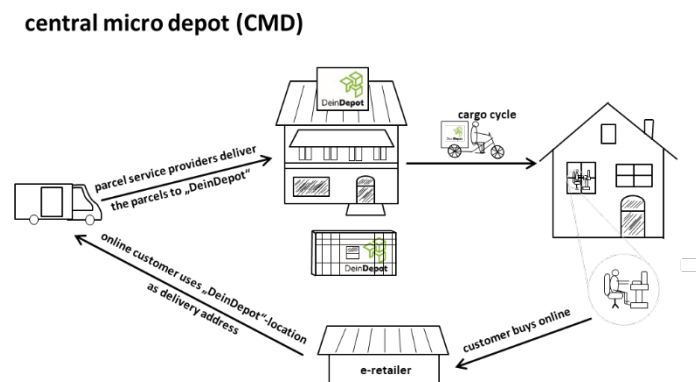 central micro depot (CMD)
DeinDepot
cargo cycle
parcel service providers deliver
the parcels to „DeinDepot"
DeinDepot
online customer uses „DeinDepot"-location
as delivery address
customer buys online
e-retailer